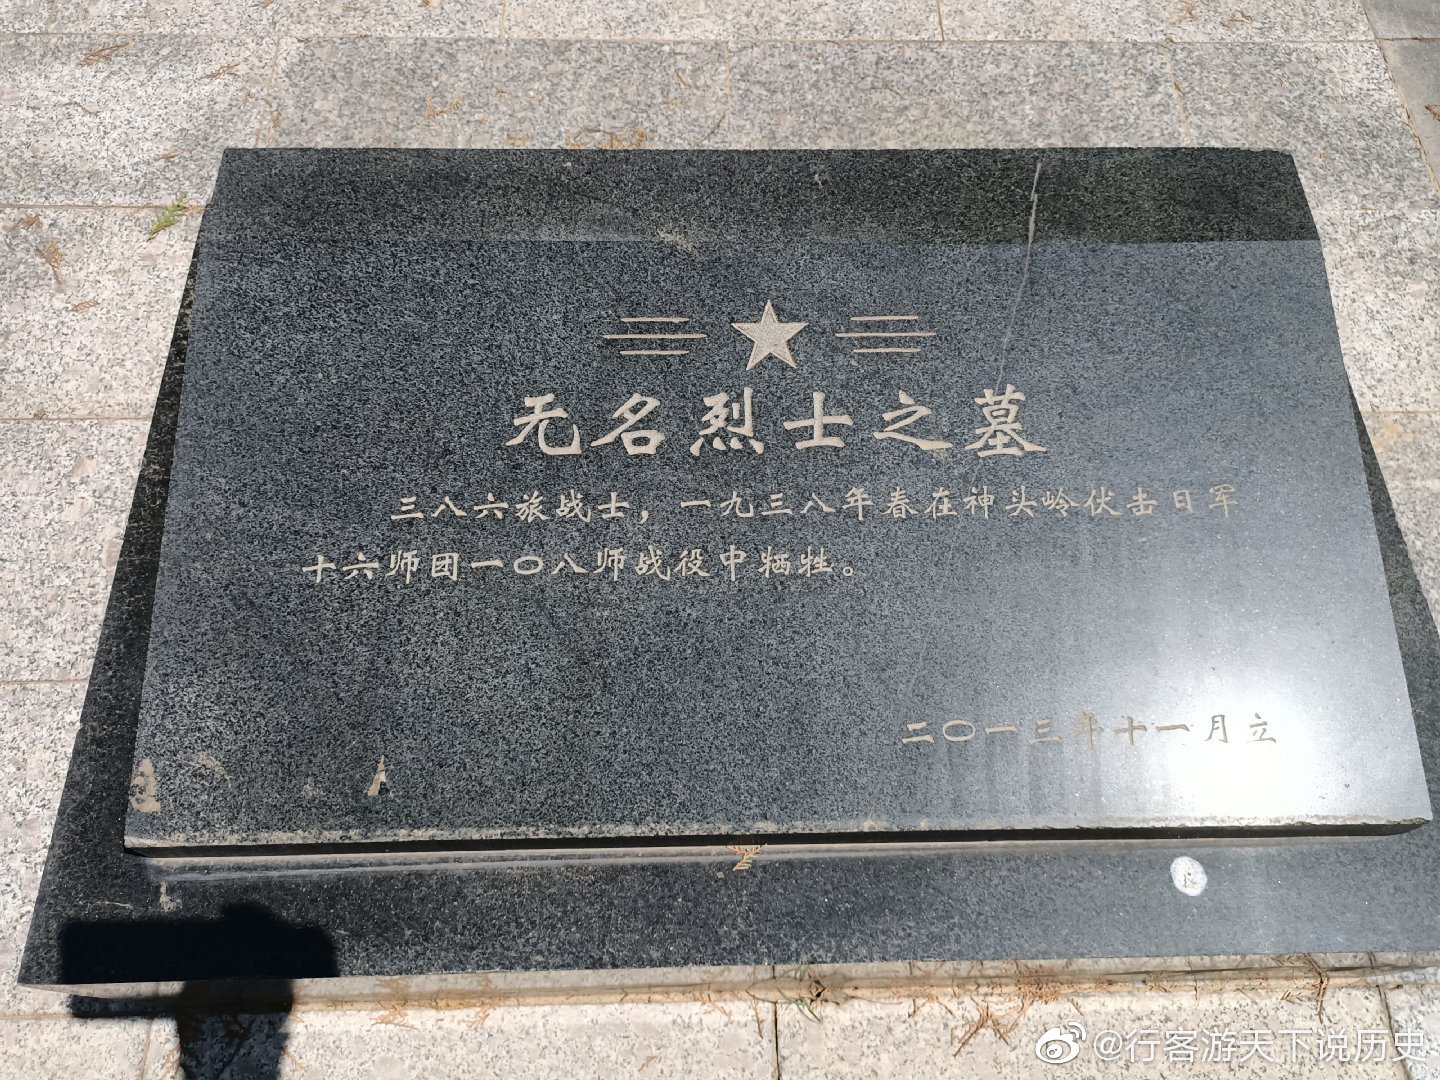 无名烈士之墓
三八六旅战士，一九三八年春在神头岭伏击日军
十六师团一〇八师战役中牺牲。
二〇一三年十一月立
@行客游天下说历史